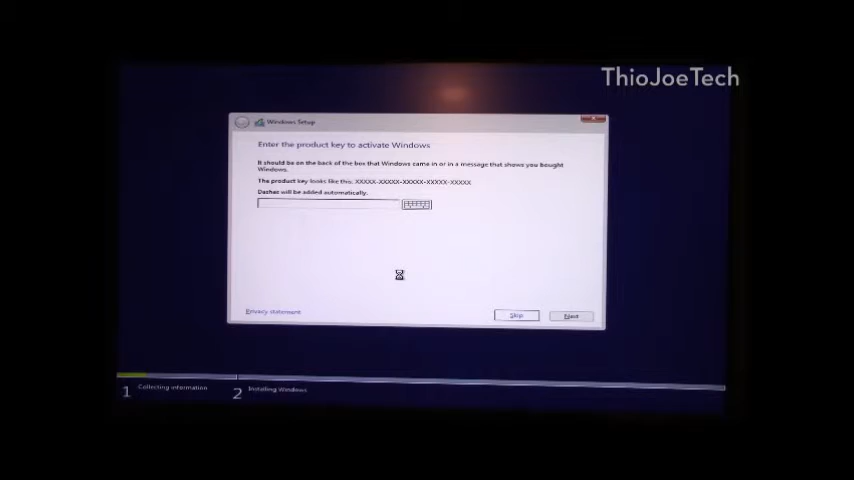 ThioJoeTech
Windows Setup
Enter the product key to activate Windows
It should be on the back of the box that Windows came in or in a message that shows you bought
Windows.
The product key looks like this: XXXXX-XXXXX-XXXXX-XXXXX-XXXXX
Dashes will be added automatically.
Privacy statement
Skip
Next
1 Collecting information
2 Installing Windows